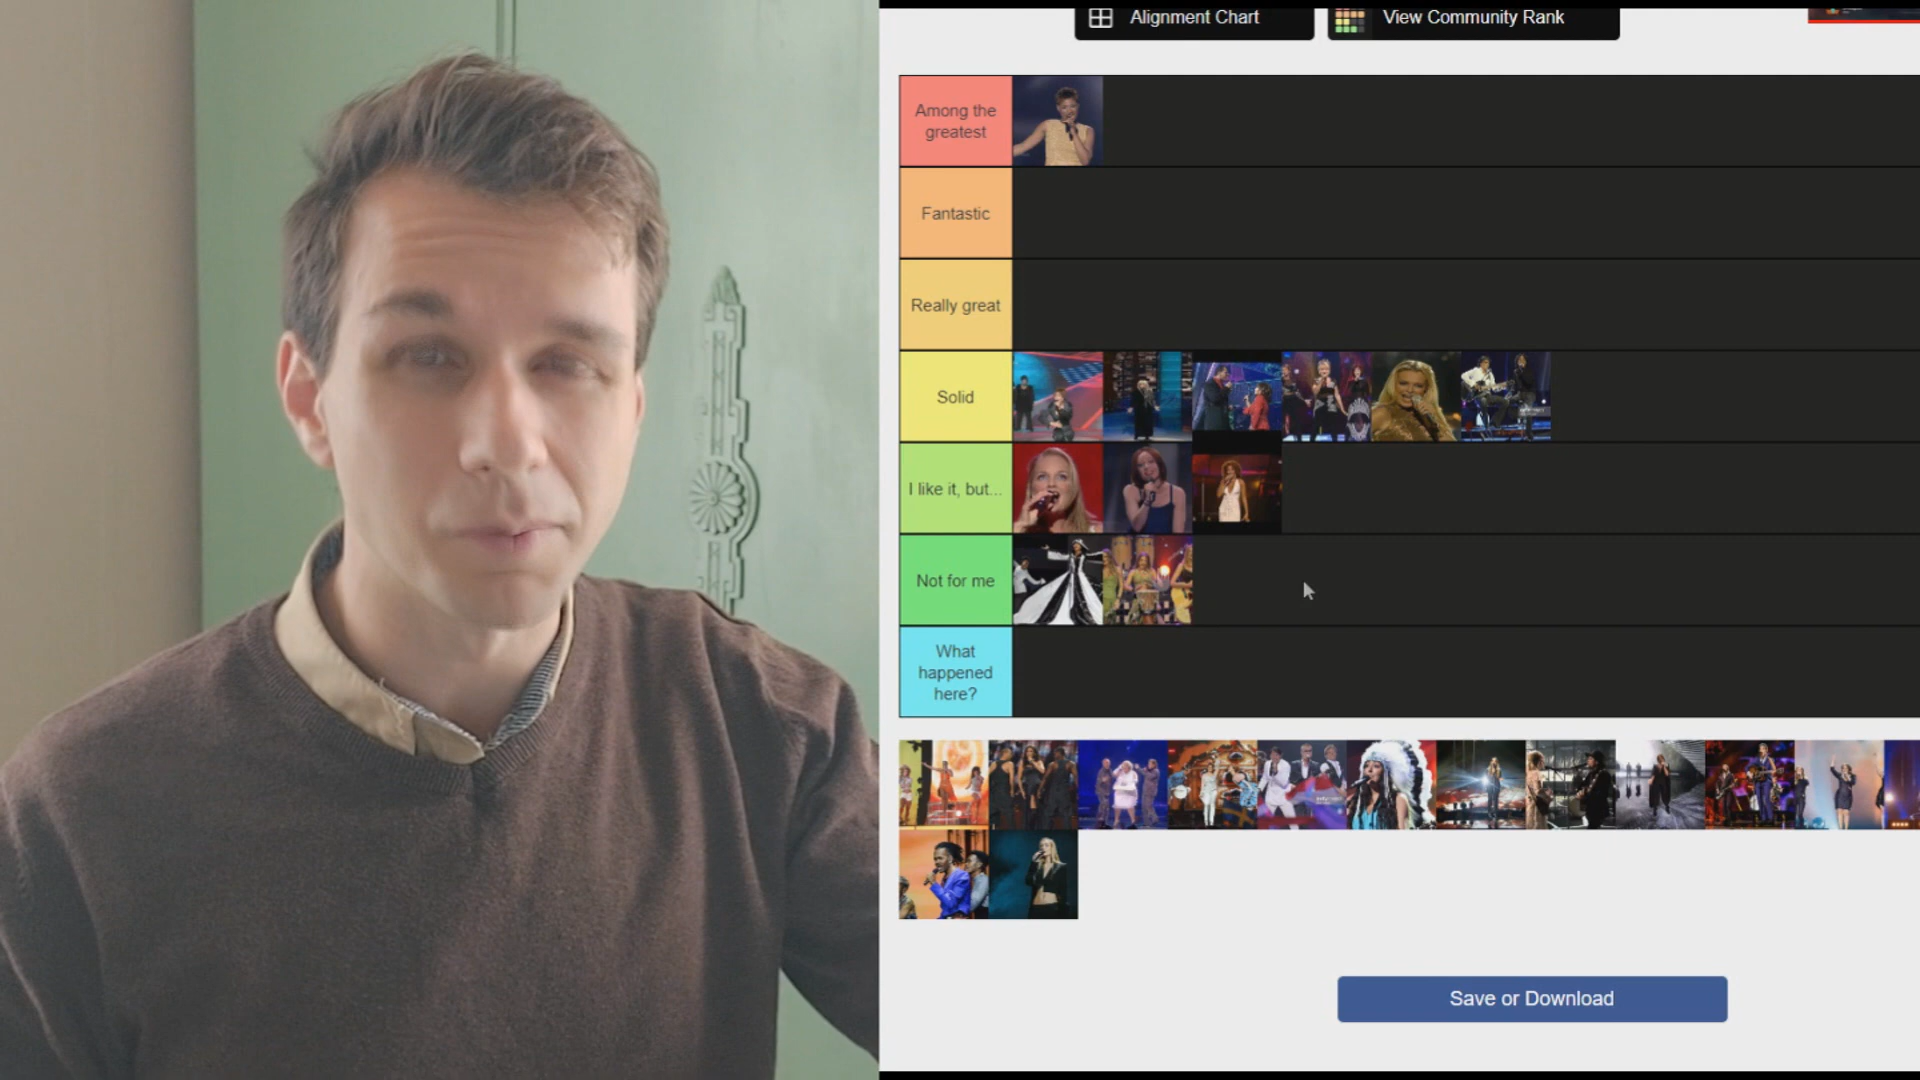 Alignment Chart
View Community Rank
Among the
greatest
Fantastic
Really great
Solid
I like it, but...
Not for me
What
happened
here?
Save or Download